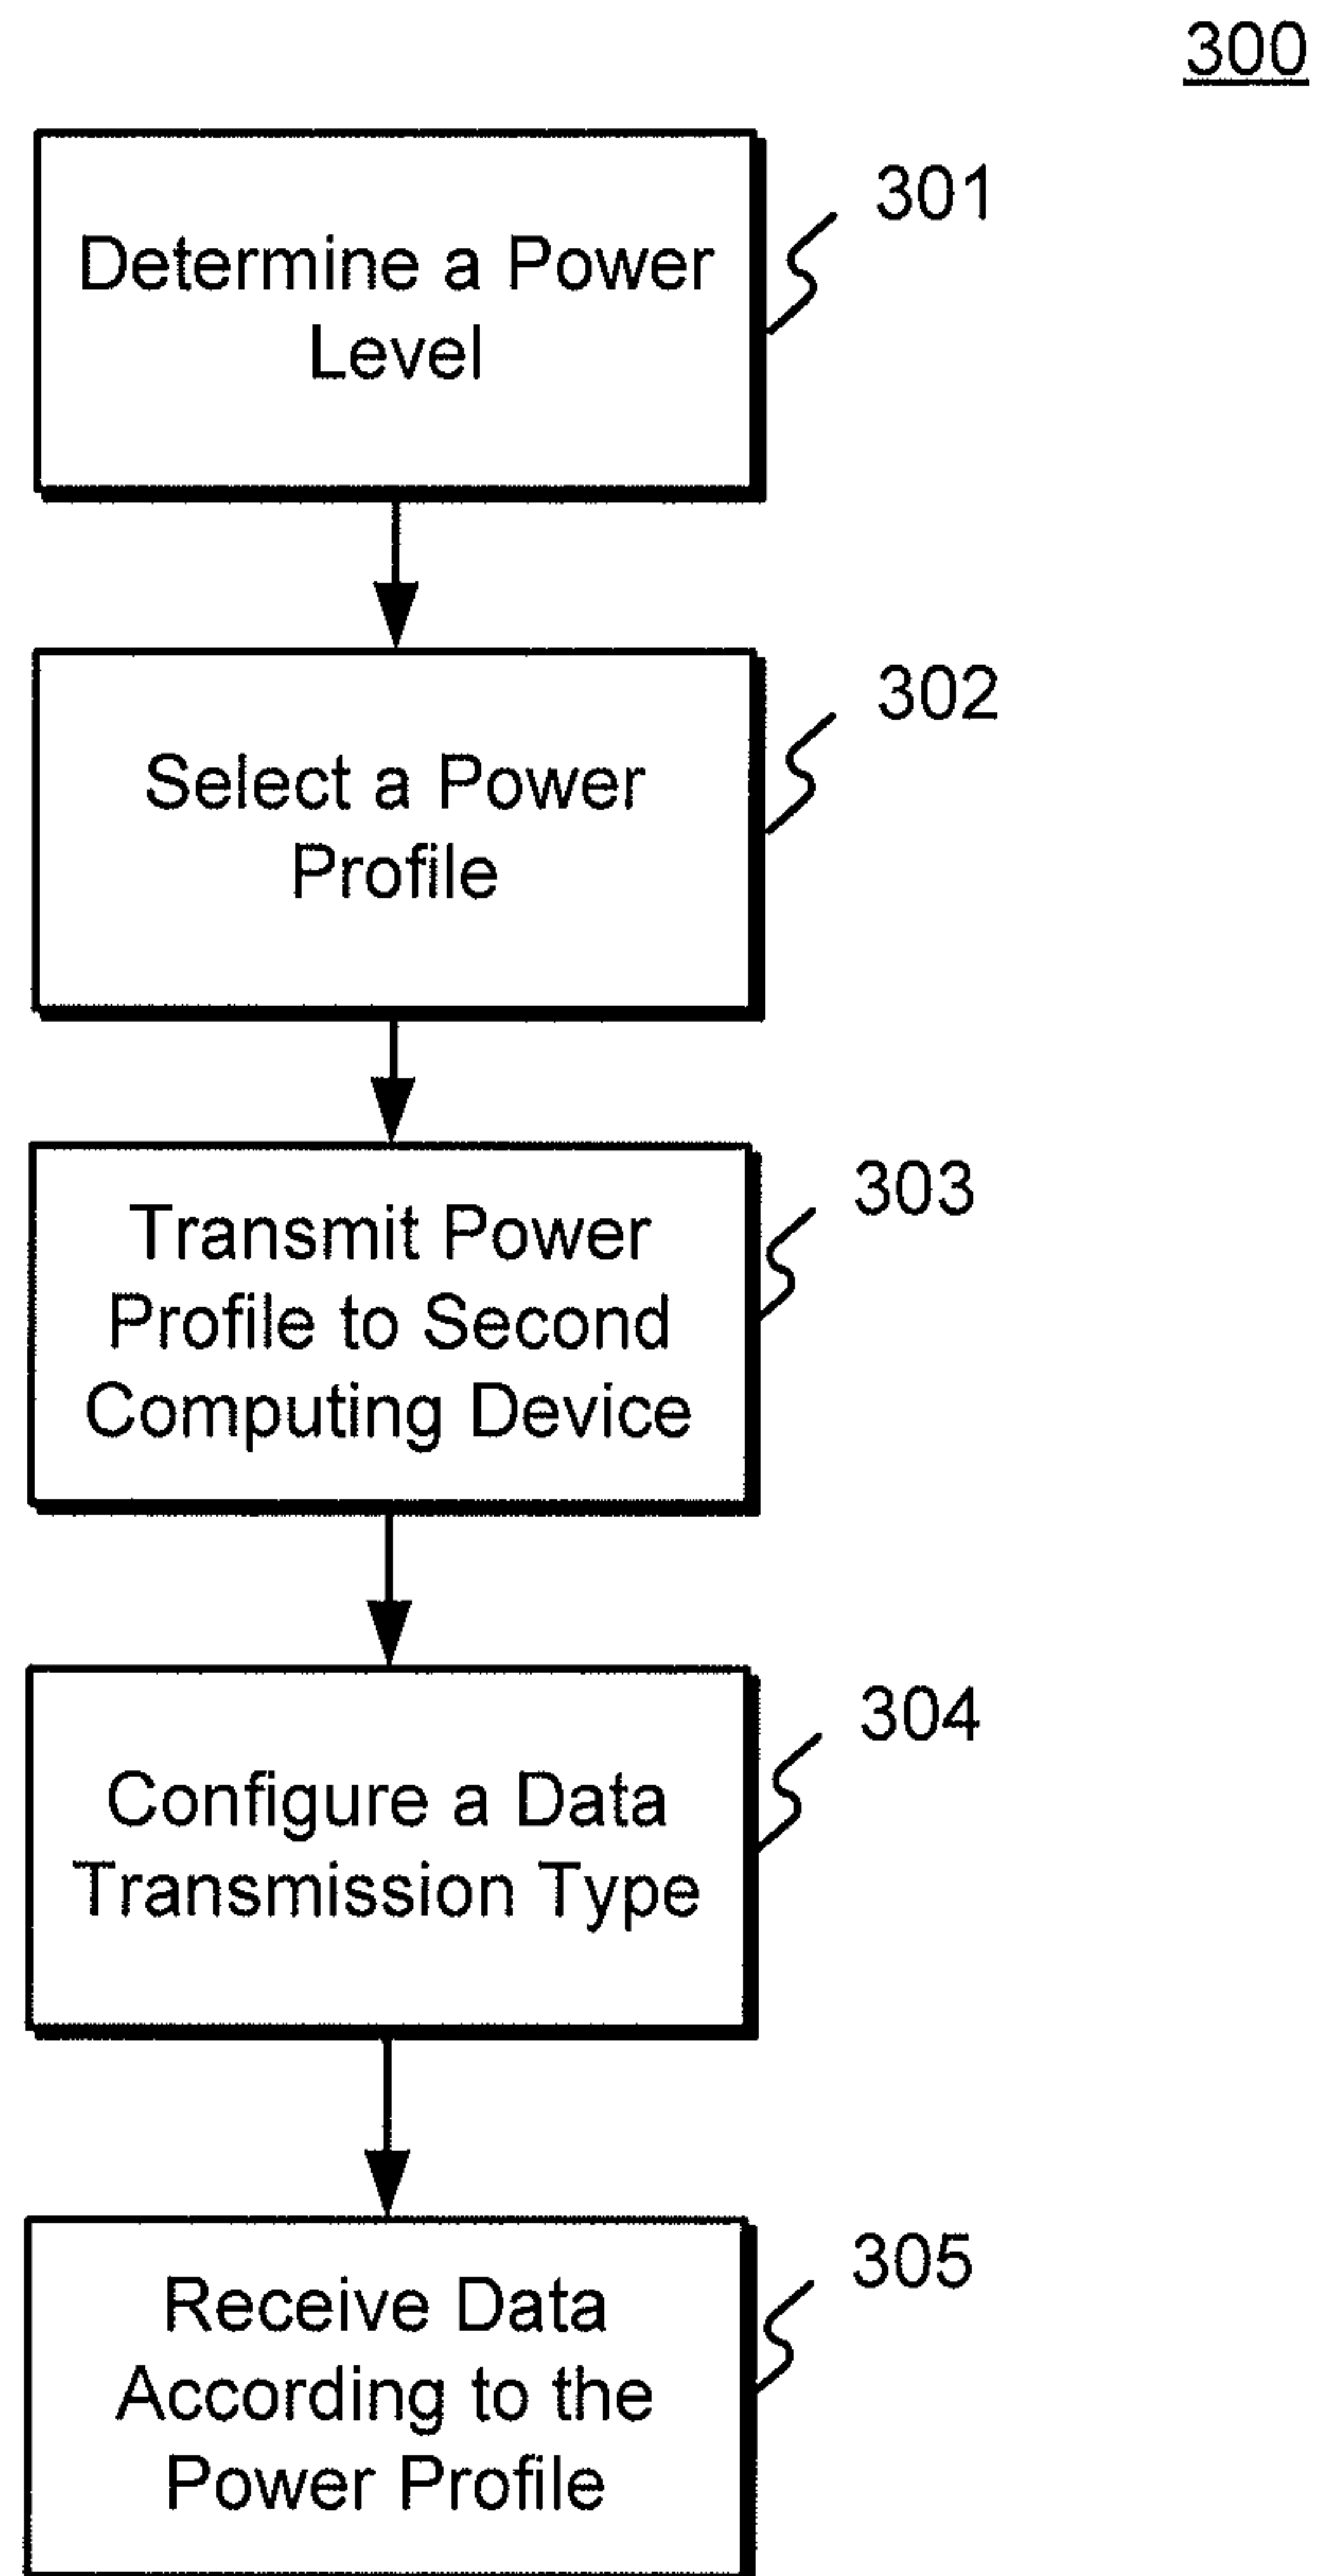 300
301
Determine a Power
Level
302
Select a Power
Profile
303
Transmit Power
Profile to Second
Computing Device
304
Configure a Data
Transmission Type
305
Receive Data
According to the
Power Profile